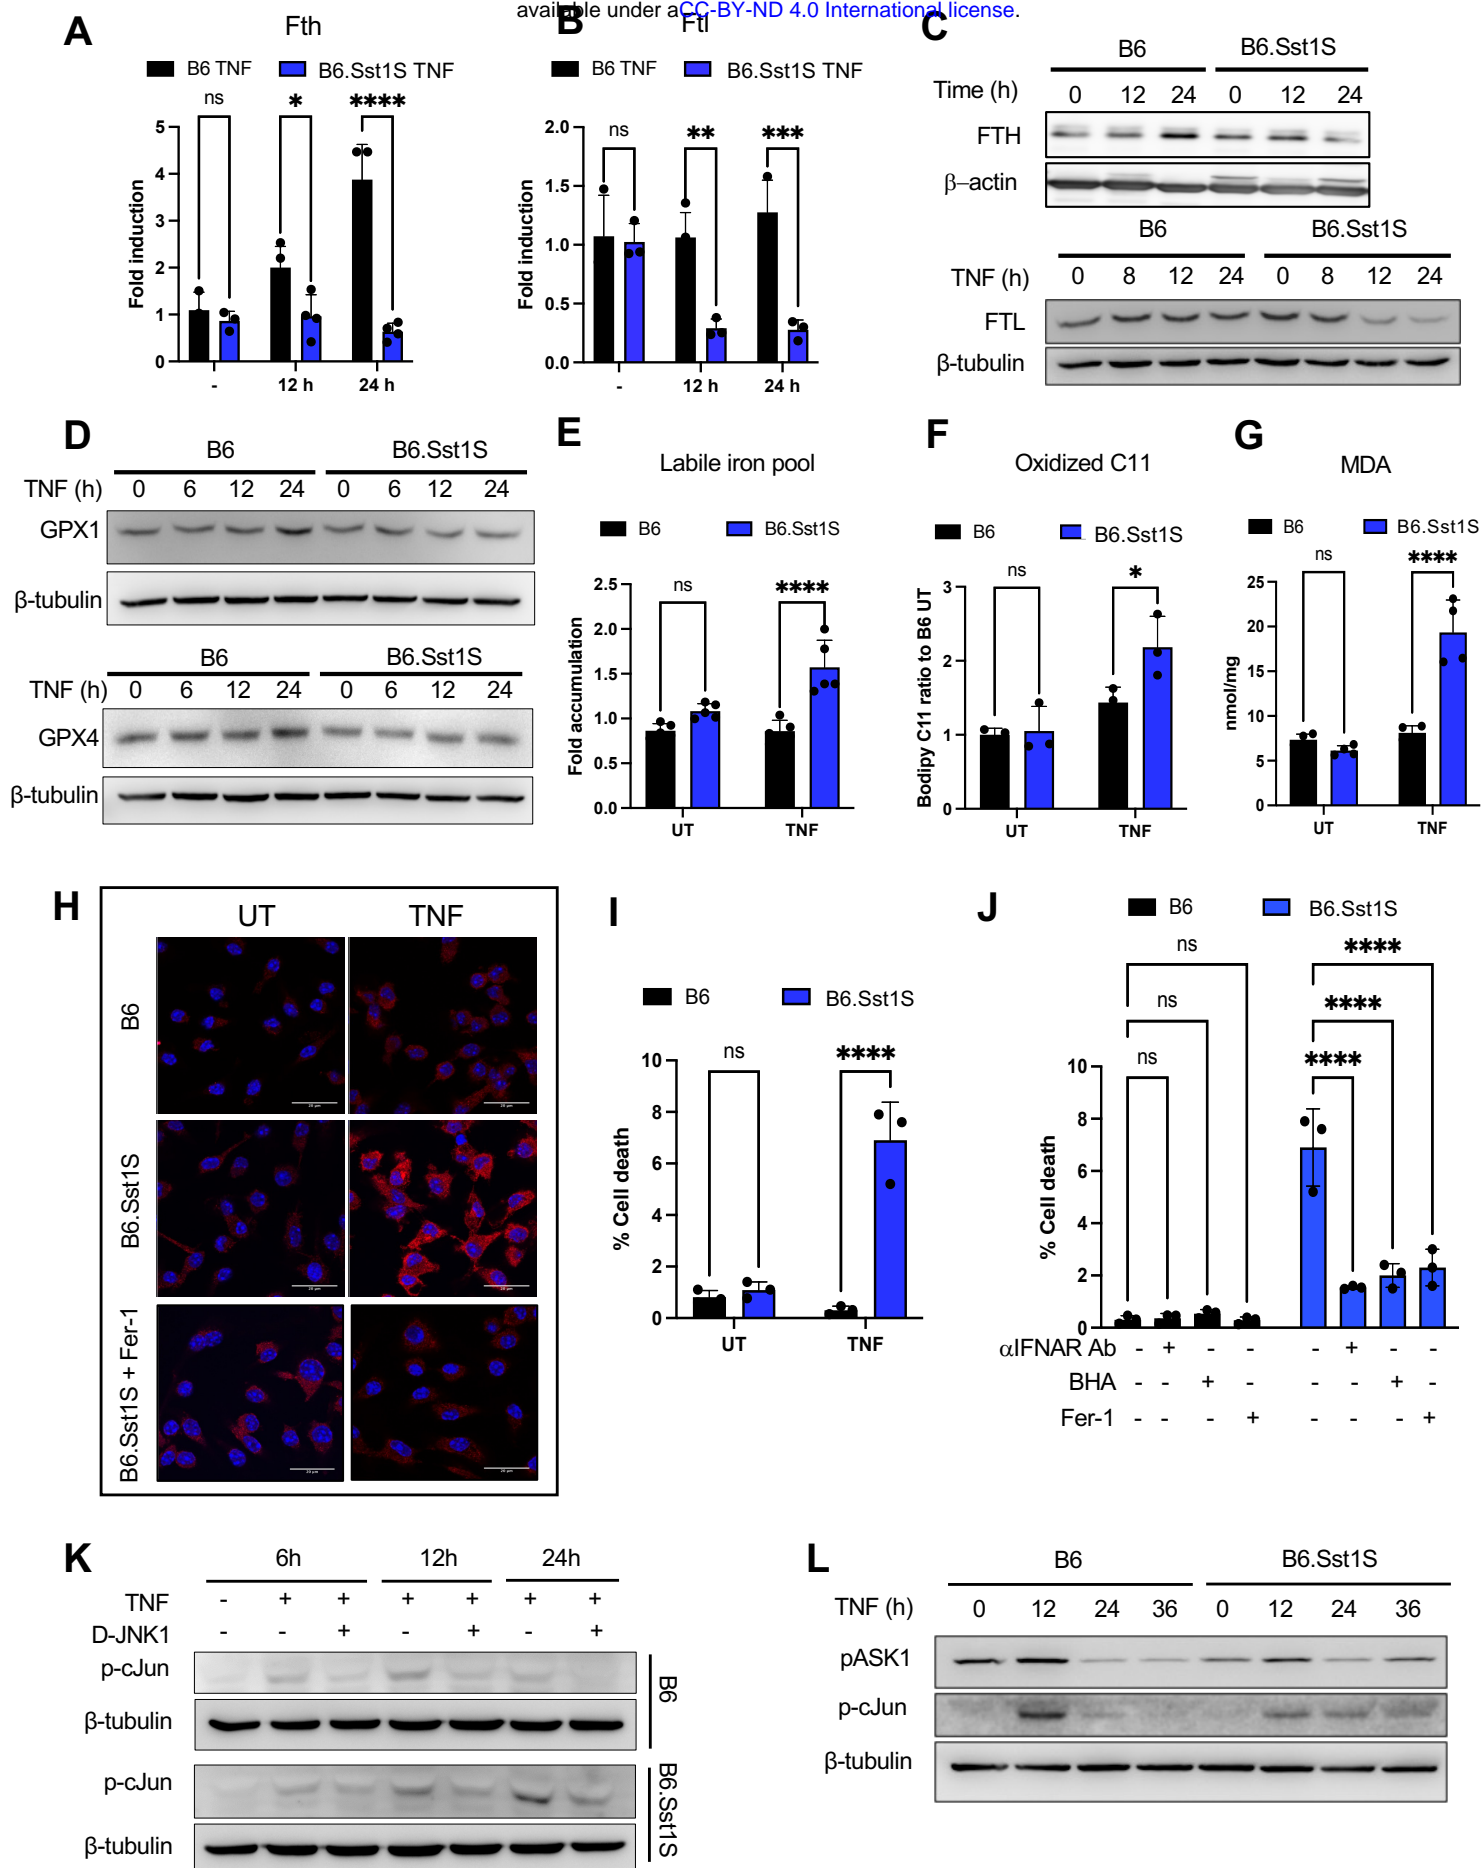 available under aCC-BY-ND 4.0 International license.
A
Fth
B6 TNF
B6.Sst1S TNF
ns
*
****
Fold induction
5
4
3
2
1
0
-
12 h
24 h
B
Ftl
B6 TNF
B6.Sst1S TNF
ns
**
***
Fold induction
2.0
1.5
1.0
0.5
0.0
-
12 h
24 h
C
B6
B6.Sst1S
Time (h)
0 12 24 0 12 24
FTH
β–actin
B6
B6.Sst1S
TNF (h)
0 8 12 24 0 8 12 24
FTL
β-tubulin
D
B6
B6.Sst1S
TNF (h)
0 6 12 24 0 6 12 24
GPX1
β-tubulin
B6
B6.Sst1S
TNF (h)
0 6 12 24 0 6 12 24
GPX4
β-tubulin
E
Labile iron pool
B6
B6.Sst1S
ns
****
Fold accumulation
2.5
2.0
1.5
1.0
0.5
0.0
UT
TNF
F
Oxidized C11
B6
B6.Sst1S
ns
*
Bodipy C11 ratio to B6 UT
3
2
1
0
UT
TNF
G
MDA
B6
B6.Sst1S
ns
****
nmol/mg
25
20
15
10
5
0
UT
TNF
H
UT
TNF
B6
B6.Sst1S
B6.Sst1S + Fer-1
I
B6
B6.Sst1S
ns
****
% Cell death
10
8
6
4
2
0
UT
TNF
J
B6
B6.Sst1S
ns
****
ns
****
ns
****
% Cell death
10
8
6
4
2
0
αIFNAR Ab - + - - - + - -
BHA - - + - - - + -
Fer-1 - - - + - - - +
K
6h
12h
24h
TNF - + + + + + +
D-JNK1 - - + - + - +
p-cJun
β-tubulin
B6
p-cJun
β-tubulin
B6.Sst1S
L
B6
B6.Sst1S
TNF (h)
0 12 24 36 0 12 24 36
pASK1
p-cJun
β-tubulin